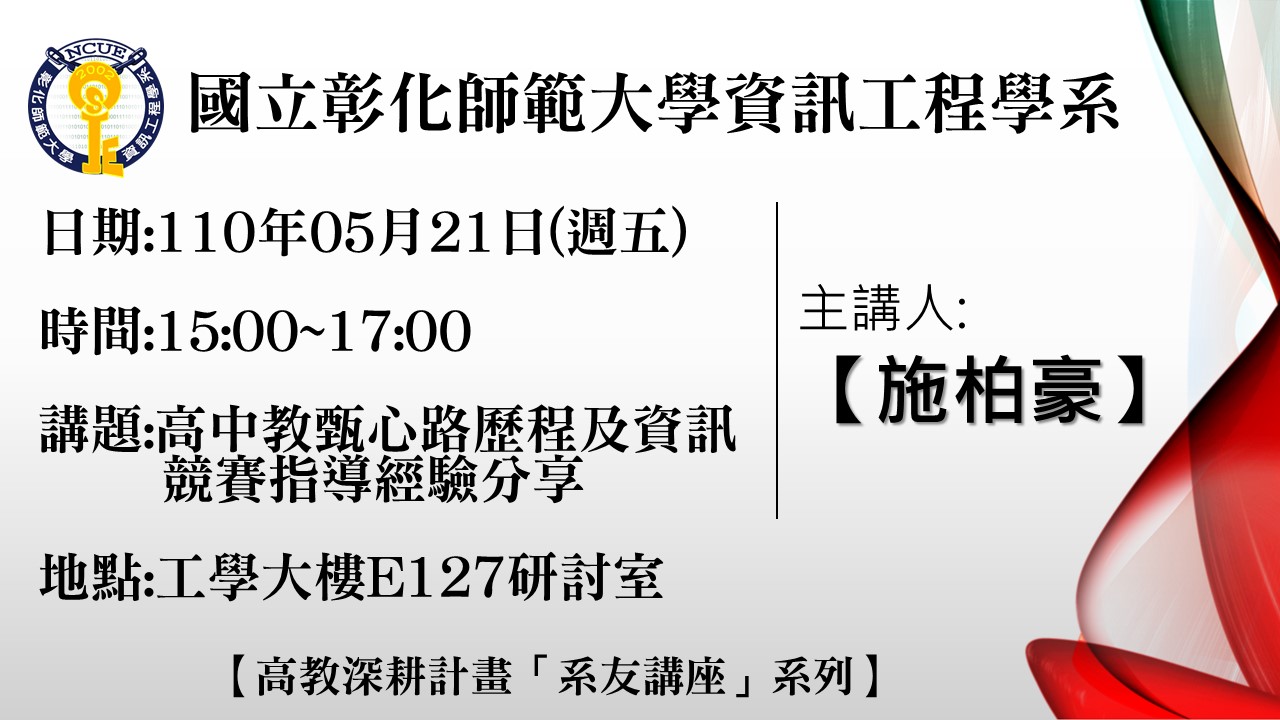 NCUE
2002
彰化師範大學
資訊工程學系
國立彰化師範大學資訊工程學系
日期:110年05月21日(週五)
時間:15:00~17:00
講題:高中教甄心路歷程及資訊
競賽指導經驗分享
地點:工學大樓E127研討室
主講人:
【施柏豪】
【高教深耕計畫「系友講座」系列】